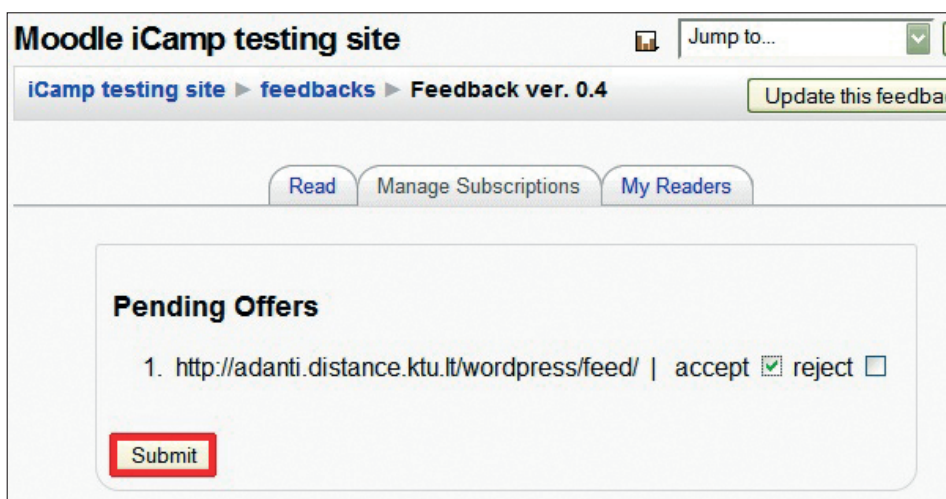 Moodle iCamp testing site Jump to...
iCamp testing site ► feedbacks ► Feedback ver. 0.4 Update this feedba
Read Manage Subscriptions My Readers
Pending Offers
1. http://adanti.distance.ktu.lt/wordpress/feed/ | accept reject
Submit